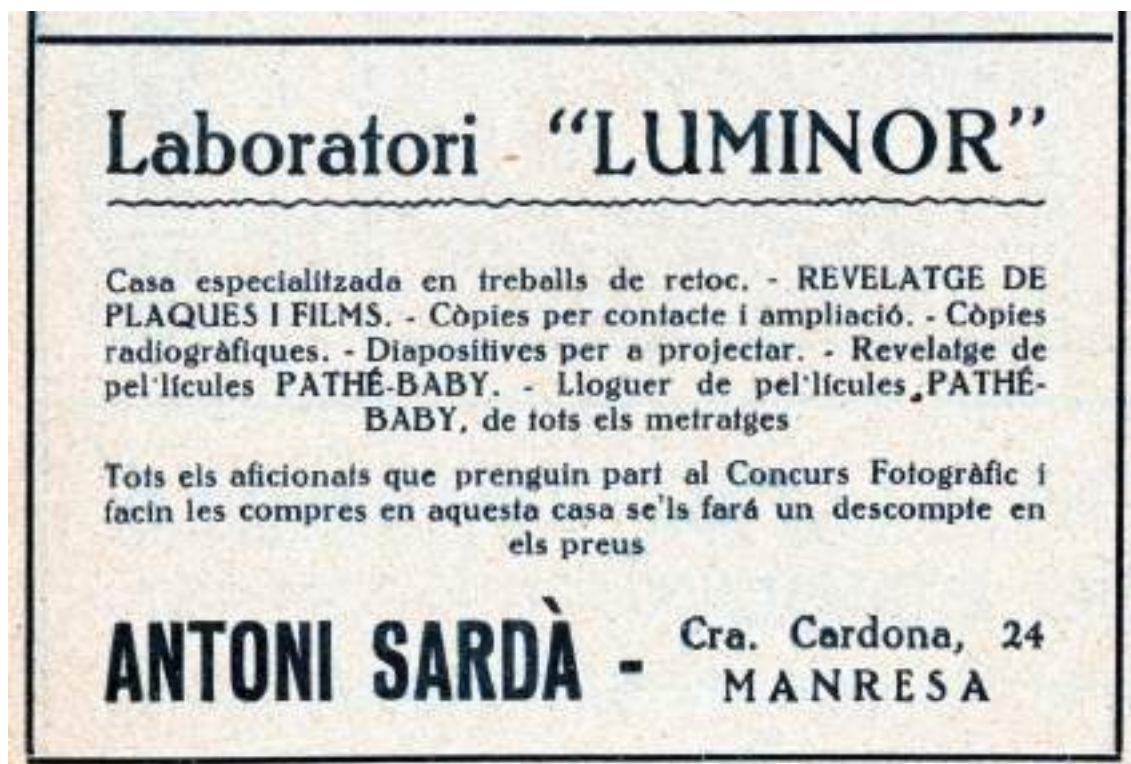 Laboratori - “LUMINOR”
Casa especialitzada en treballs de retoc. - REVELATGE DE
PLAQUES I FILMS. - Còpies per contacte i ampliació. - Còpies
radiogràfiques. - Diapositives per a projectar. - Revelatge de
pel·lícules PATHÉ-BABY. - Lloguer de pel·lícules PATHÉ-
BABY, de tots els metratges
Tots els aficionats que prenguin part al Concurs Fotogràfic i
facin les compres en aquesta casa se'ls fará un descompte en
els preus
ANTONI SARDÀ - Cra. Cardona, 24
MANRESA